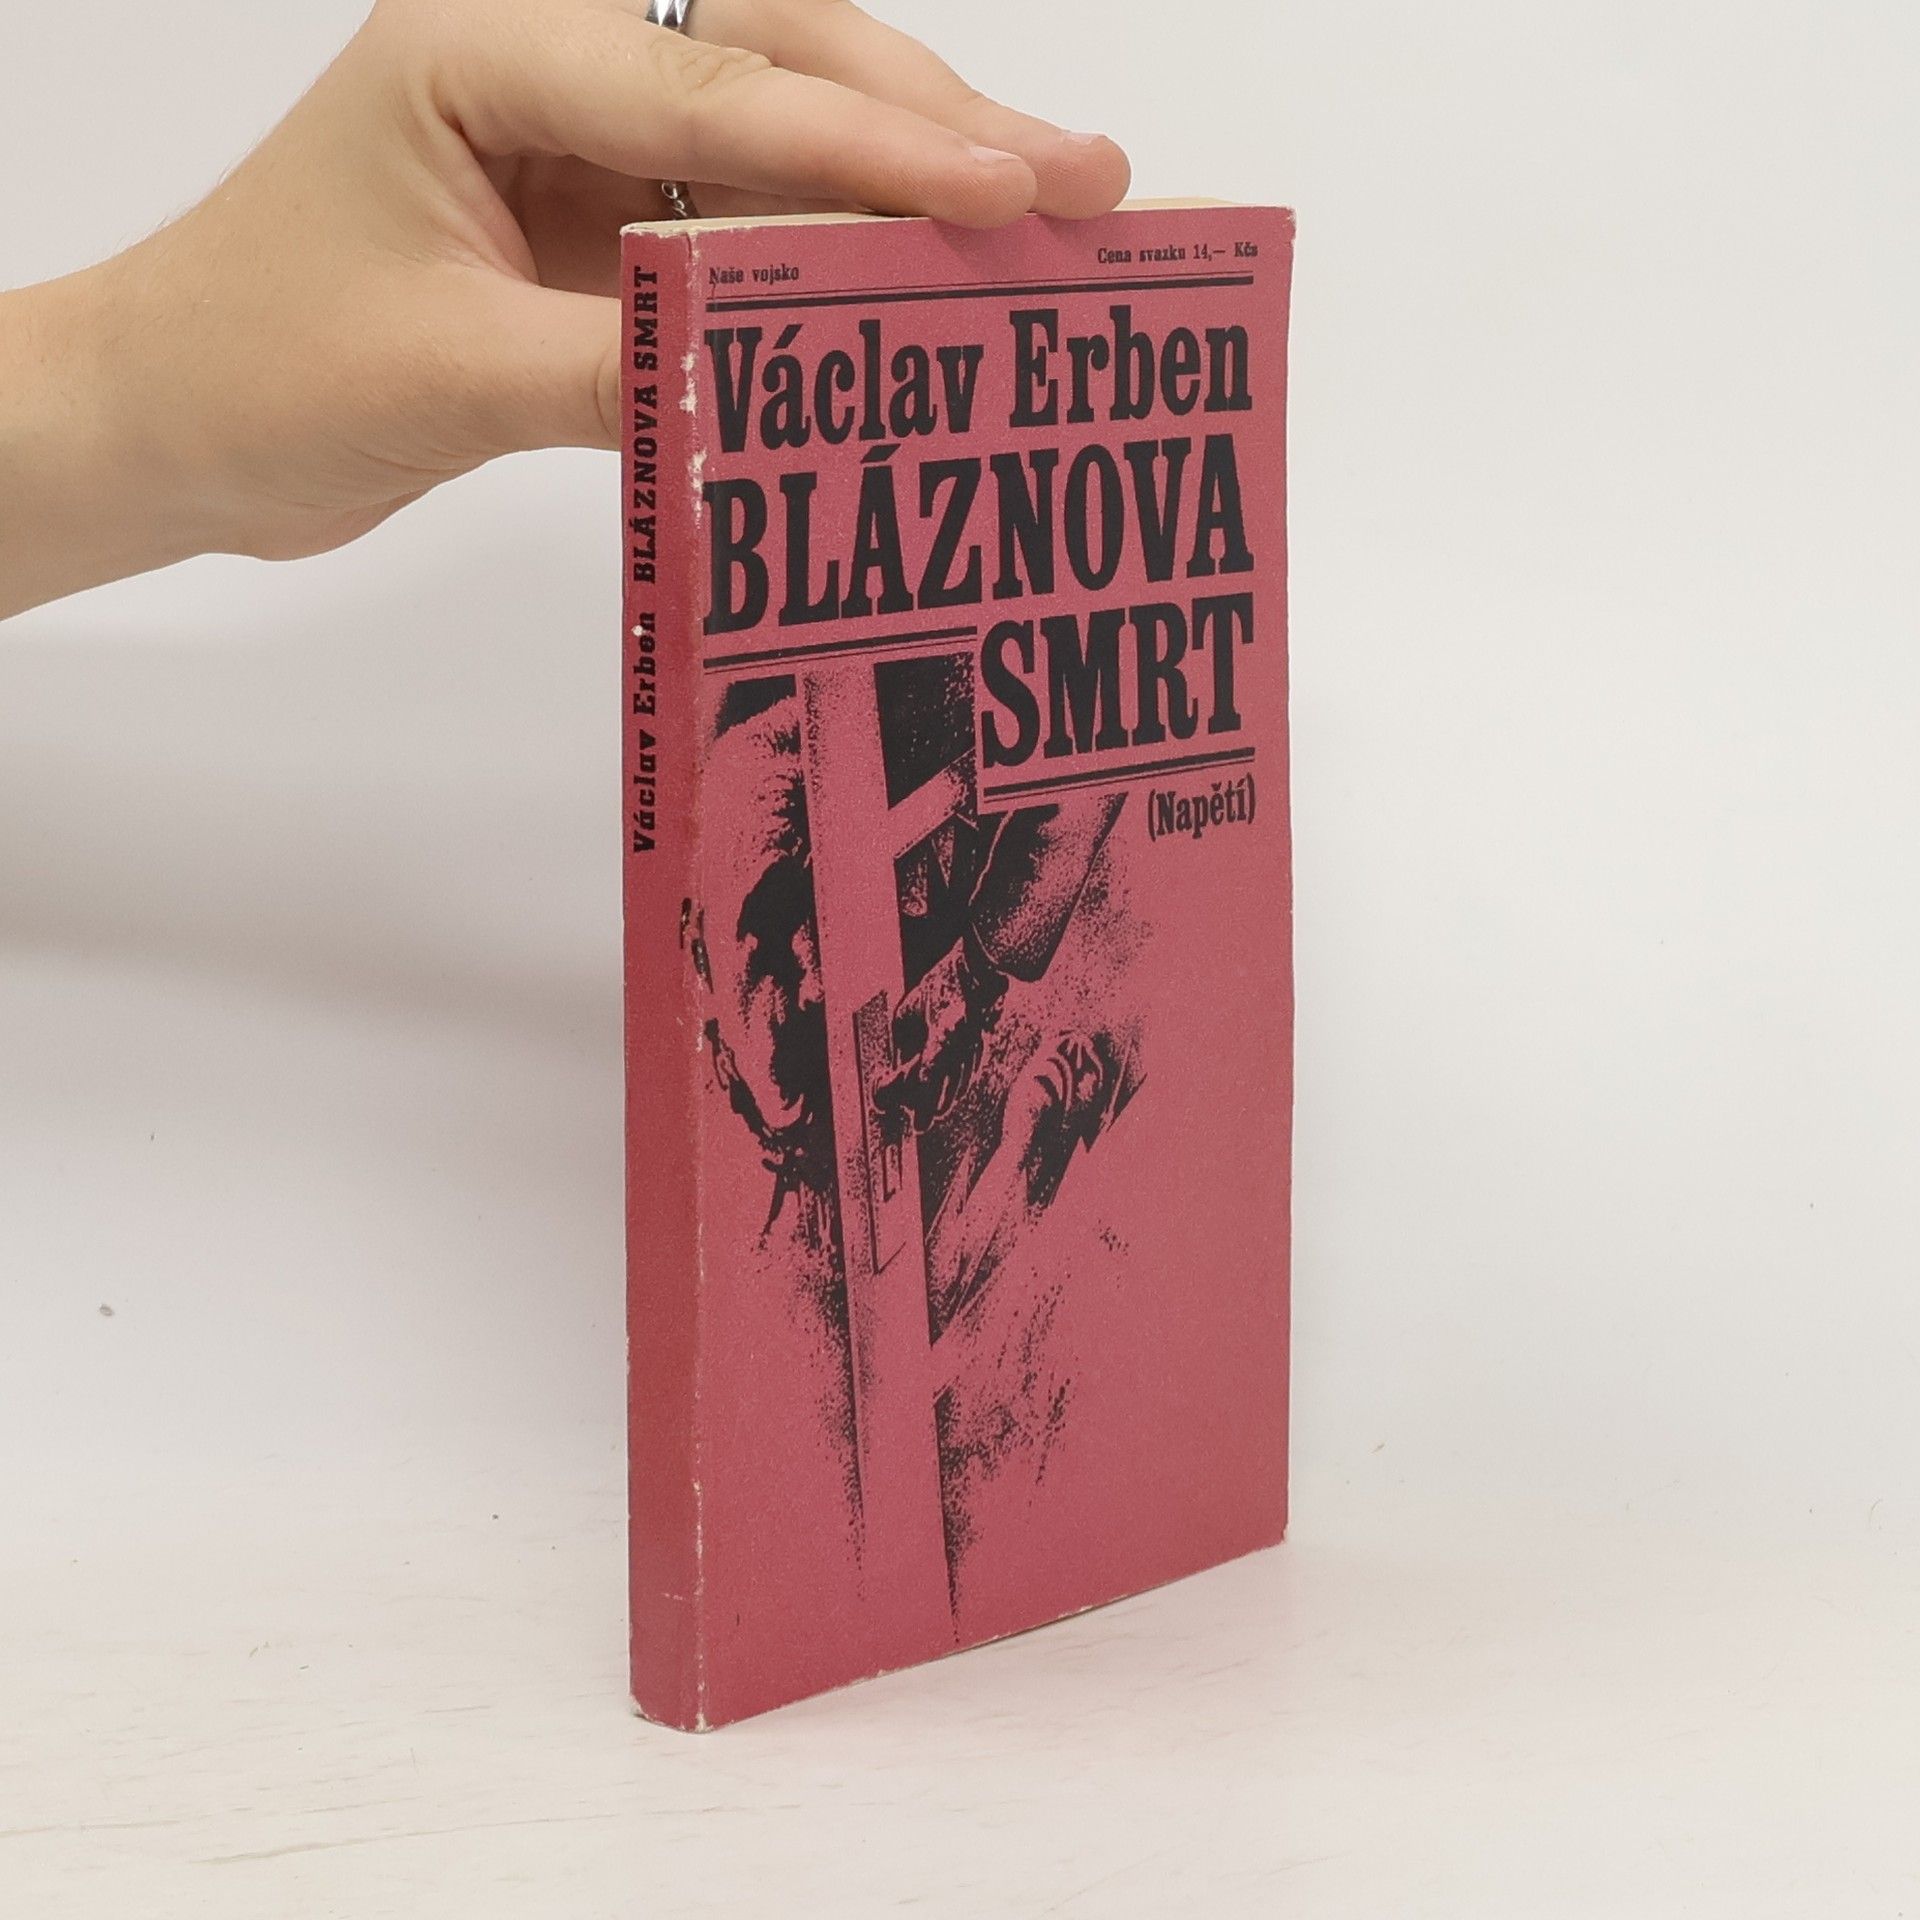 Václav Erben BLÁZNOVA SMRT
Naše vojsko
Cena svazku 14,— Kčs
Václav Erben
BLÁZNOVA
SMRT
(Napětí)